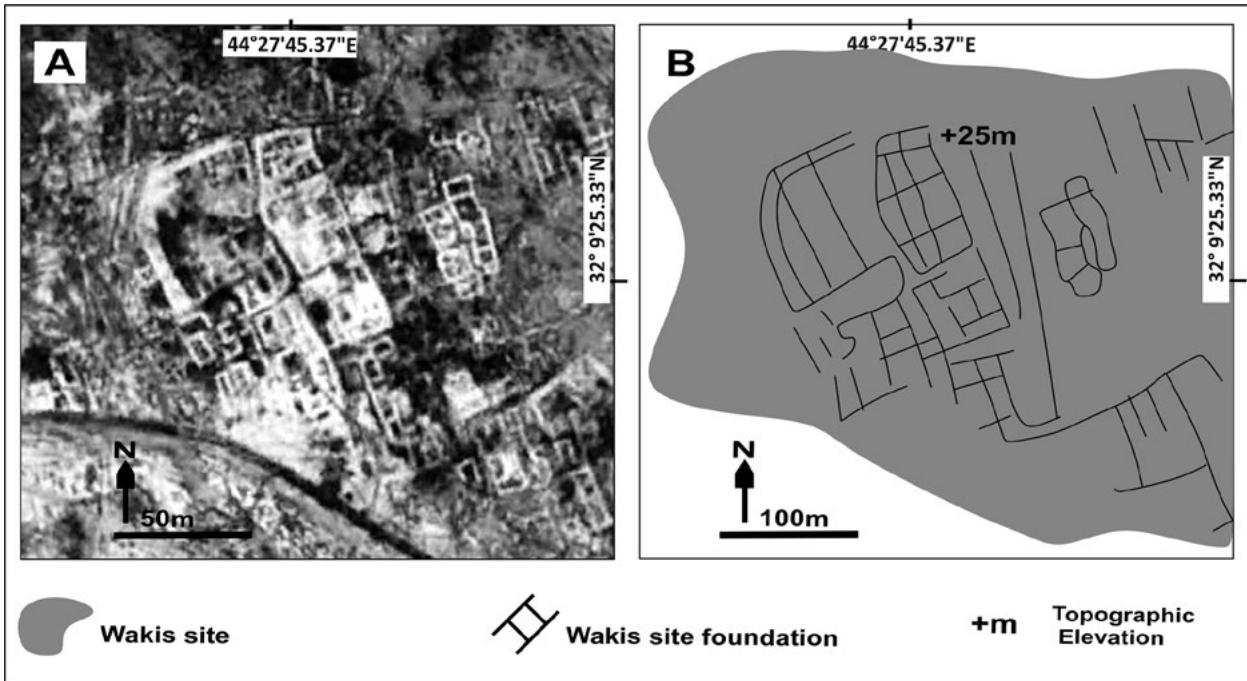 A
44°27'45.37"E
N
50m
B
44°27'45.37"E
+25m
32° 9'25.33"N
32° 9'25.33"N
N
100m
Wakis site
Wakis site foundation
+m
Topographic
Elevation